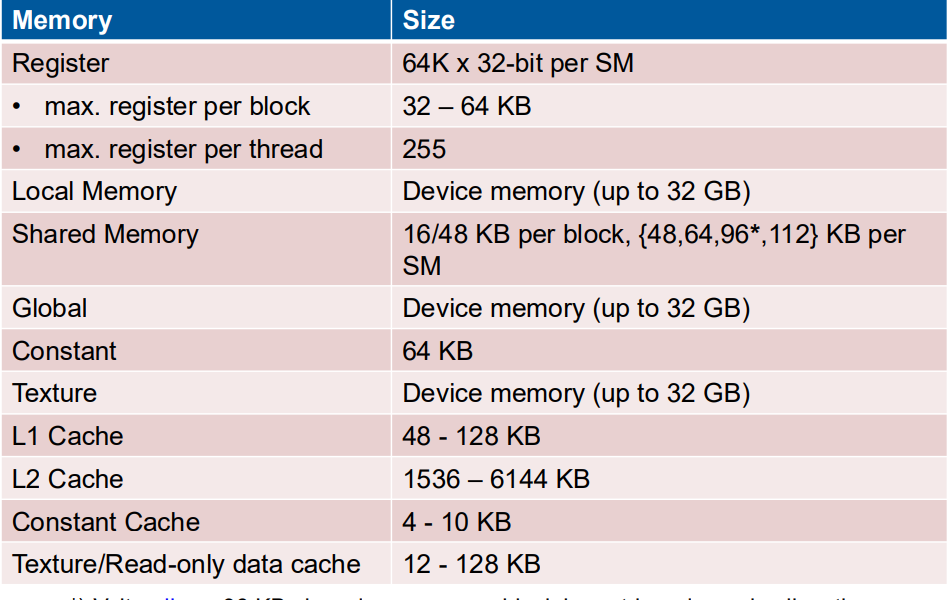 Memory Size
Register 64K x 32-bit per SM
• max. register per block 32 – 64 KB
• max. register per thread 255
Local Memory Device memory (up to 32 GB)
Shared Memory 16/48 KB per block, {48,64,96*,112} KB per
SM
Global Device memory (up to 32 GB)
Constant 64 KB
Texture Device memory (up to 32 GB)
L1 Cache 48 - 128 KB
L2 Cache 1536 – 6144 KB
Constant Cache 4 - 10 KB
Texture/Read-only data cache 12 - 128 KB